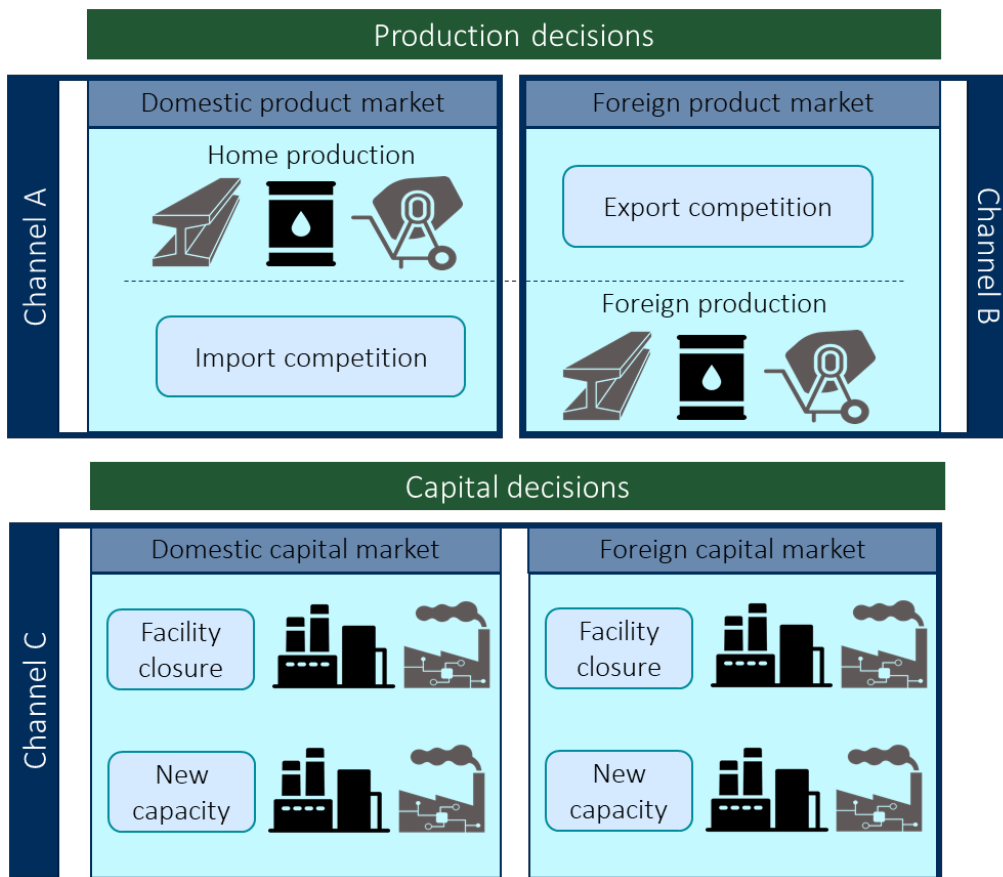 Production decisions
Channel A
Domestic product market
Home production
Import competition
Foreign product market
Export competition
Foreign production
Channel B
Capital decisions
Channel C
Domestic capital market
Facility
closure
New
capacity
Foreign capital market
Facility
closure
New
capacity